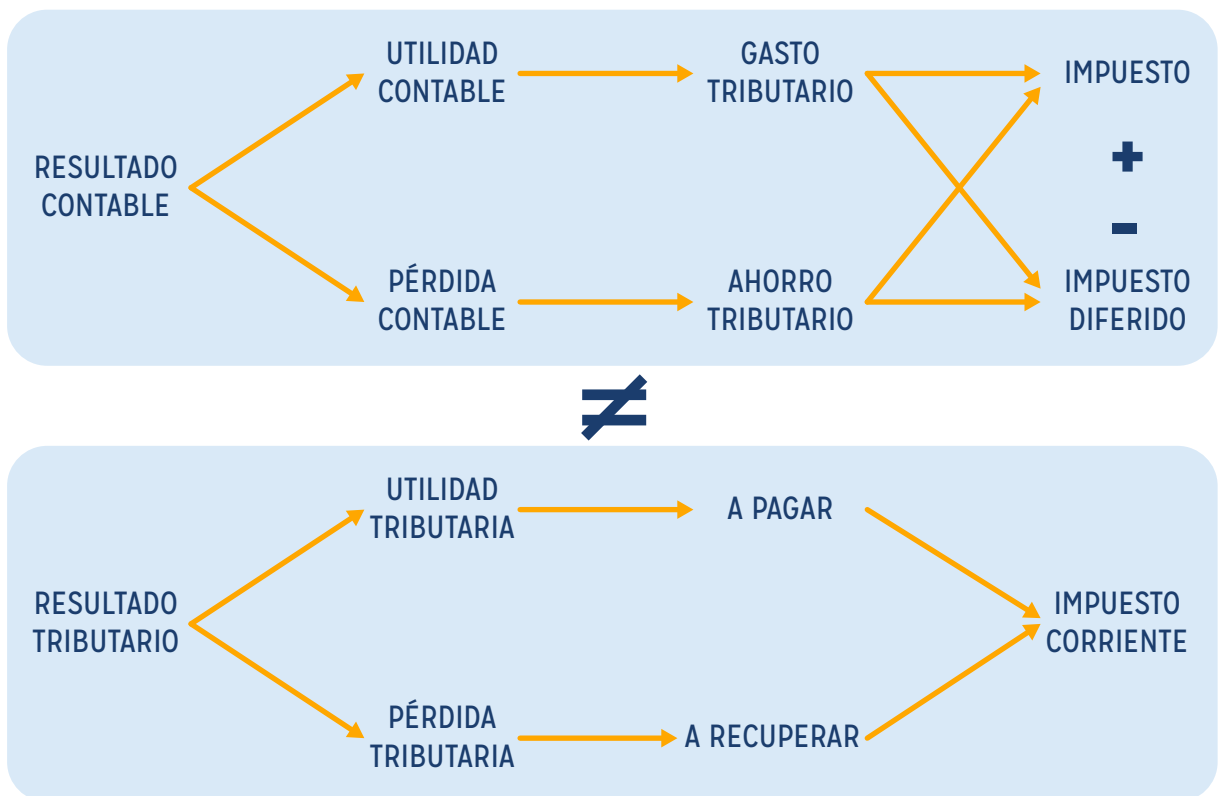 RESULTADO
CONTABLE
UTILIDAD
CONTABLE
GASTO
TRIBUTARIO
IMPUESTO
+
-
PÉRDIDA
CONTABLE
AHORRO
TRIBUTARIO
IMPUESTO
DIFERIDO
≠
RESULTADO
TRIBUTARIO
UTILIDAD
TRIBUTARIA
A PAGAR
PÉRDIDA
TRIBUTARIA
A RECUPERAR
IMPUESTO
CORRIENTE